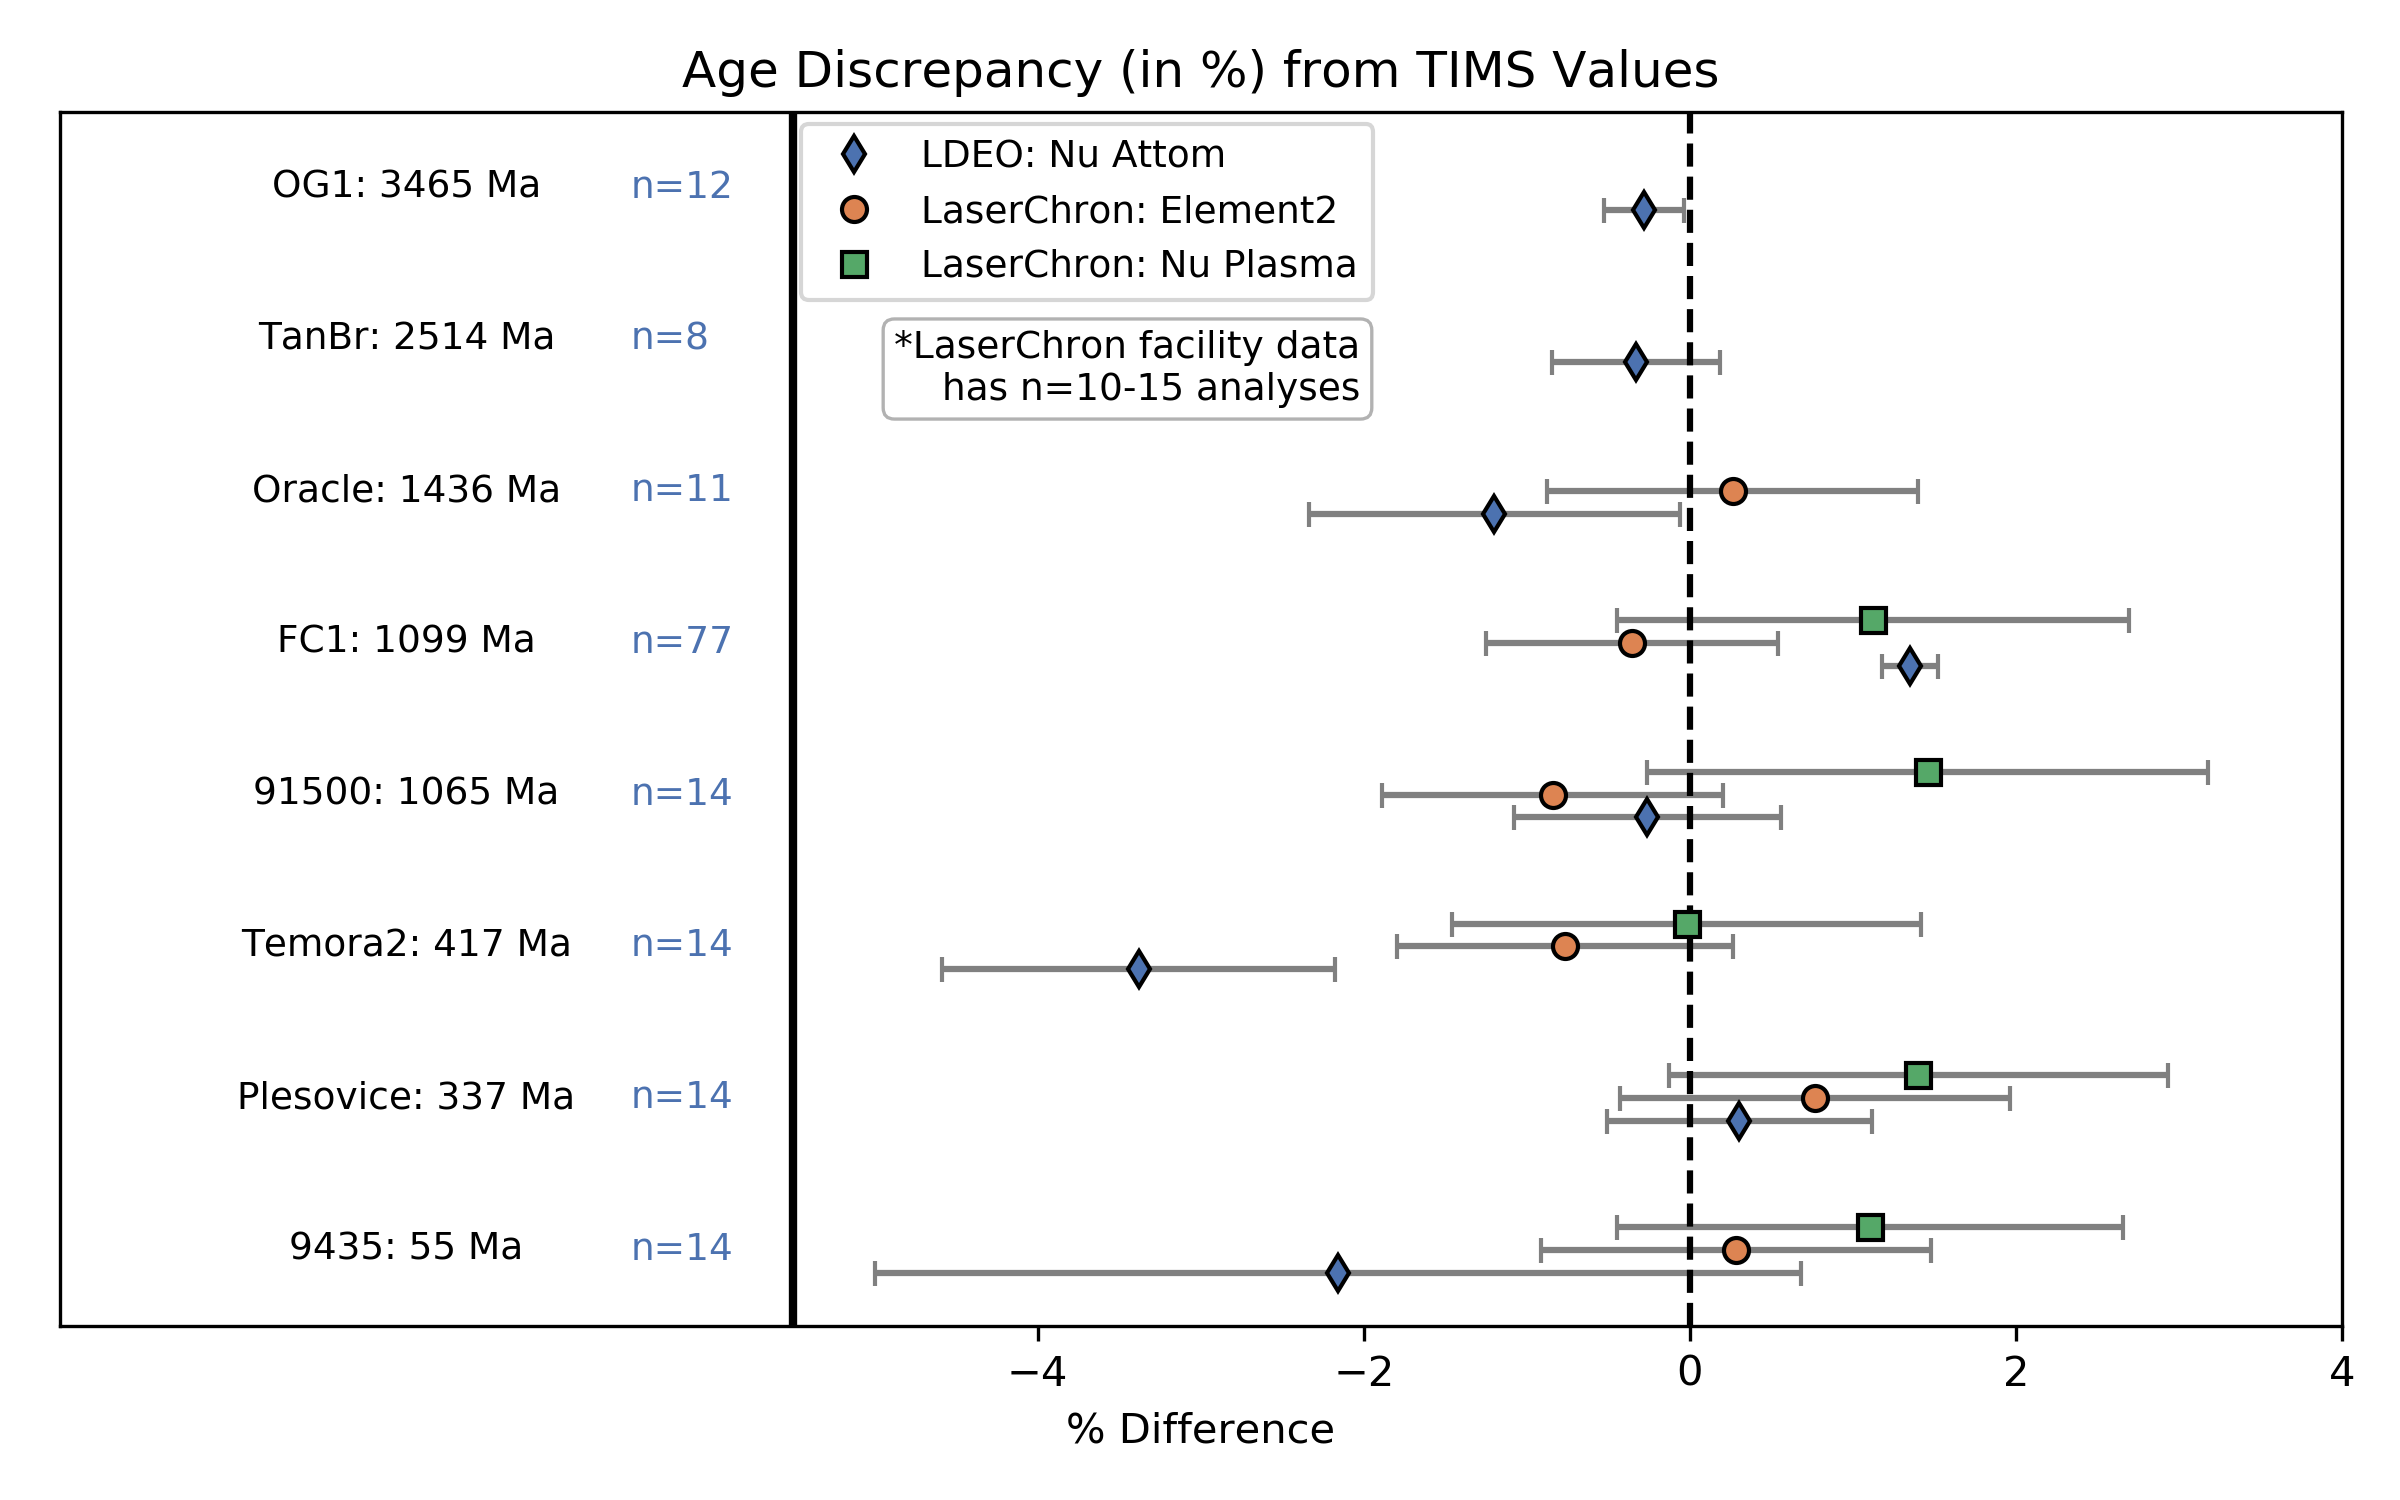 Age Discrepancy (in %) from TIMS Values
LDEO: Nu Attom
LaserChron: Element2
LaserChron: Nu Plasma
*LaserChron facility data
has n=10-15 analyses
OG1: 3465 Ma n=12
TanBr: 2514 Ma n=8
Oracle: 1436 Ma n=11
FC1: 1099 Ma n=77
91500: 1065 Ma n=14
Temora2: 417 Ma n=14
Plesovice: 337 Ma n=14
9435: 55 Ma n=14
−4 −2 0 2 4
% Difference